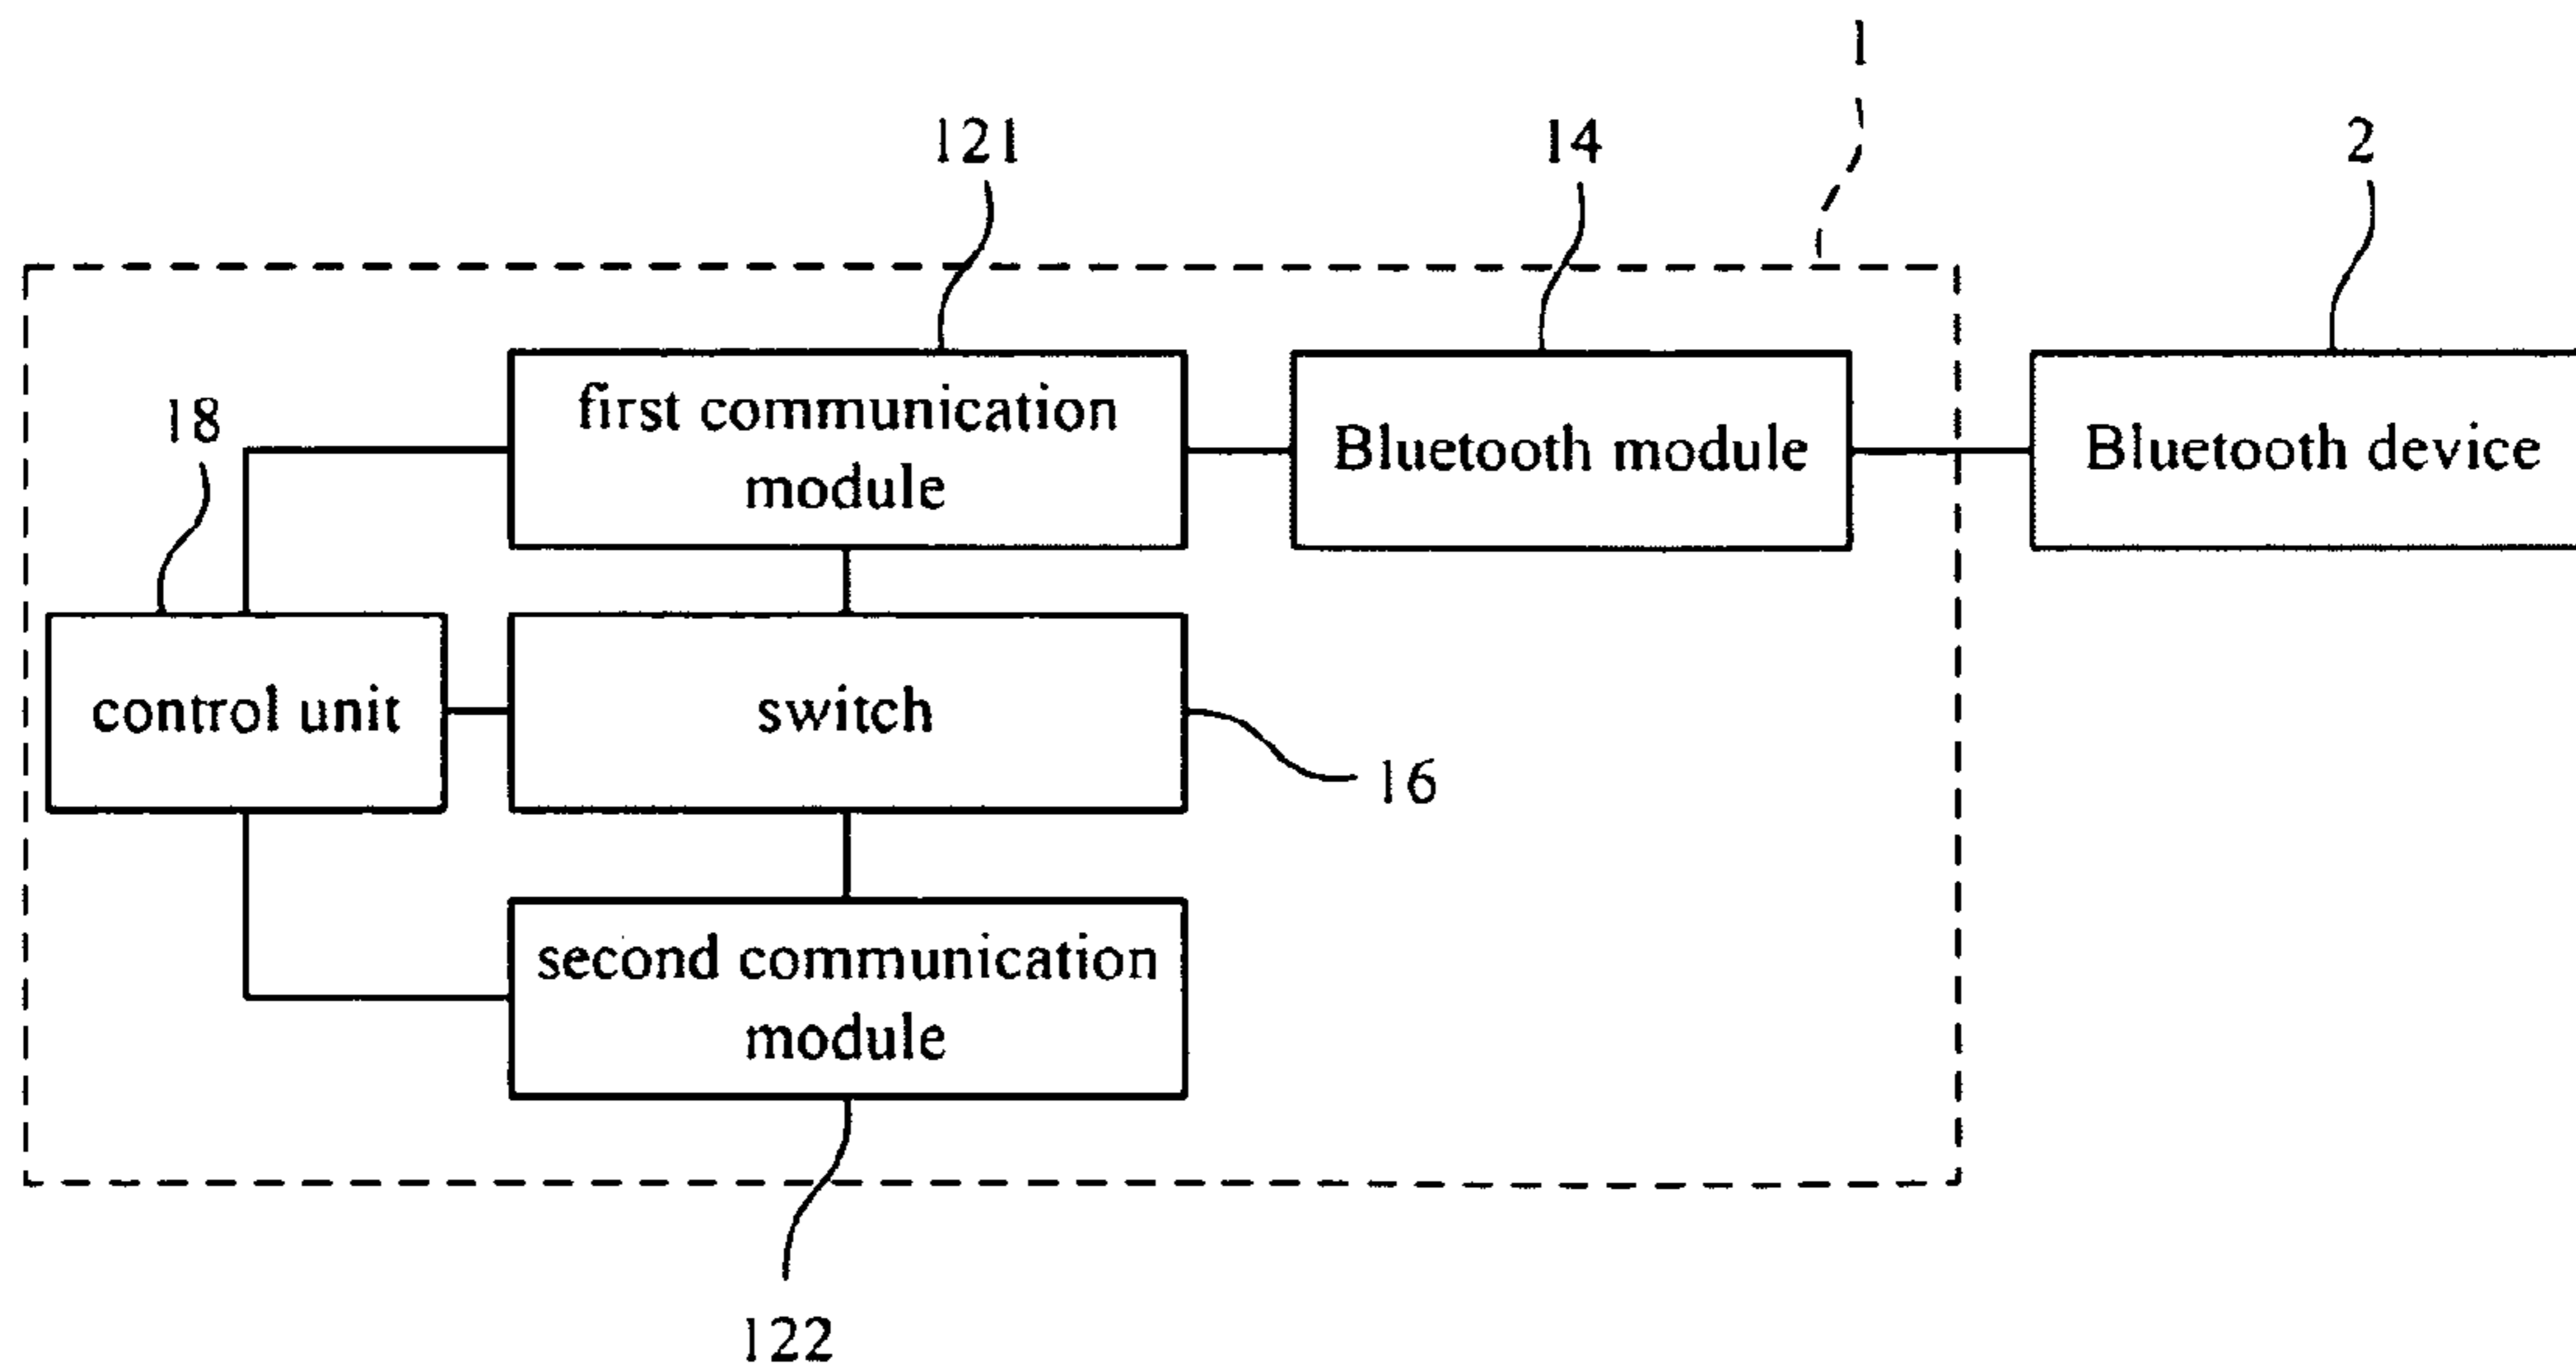 1
121
14
2
first communication
module
Bluetooth module
Bluetooth device
18
control unit
switch
16
second communication
module
122